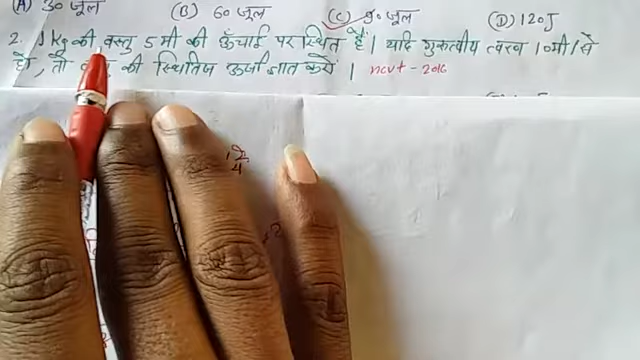 (A) 30 जूल (B) 60 जूल (C) 90 जूल (D) 120J
2. 1 Kg की वस्तु 5 मी की ऊँचाई पर स्थित है। यदि गुरुत्वीय त्वरण 10मी/से
हो, तो की स्थितिज ऊर्जा ज्ञात करें। ncvt - 2016